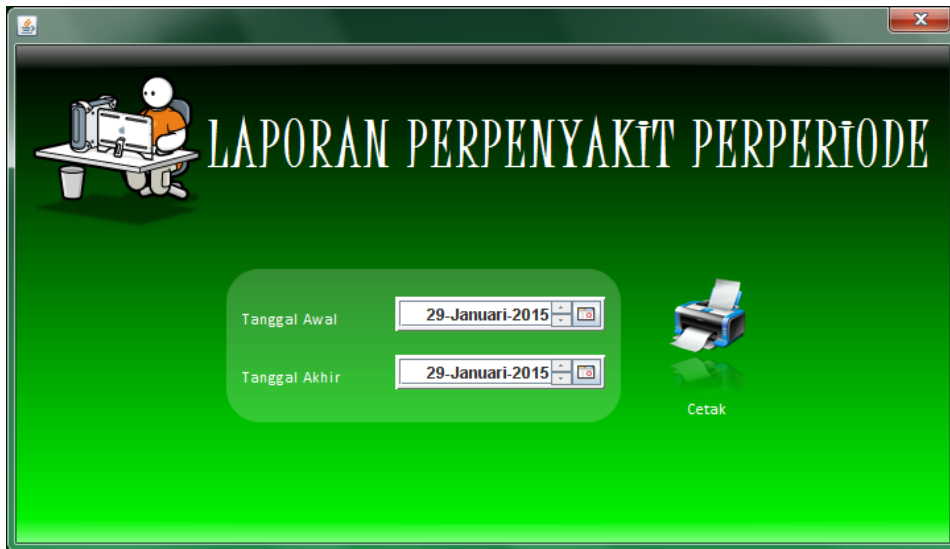 LAPORAN PERPENYAKIT PERPERIODE
Tanggal Awal 29-Januari-2015
Tanggal Akhir 29-Januari-2015
Cetak